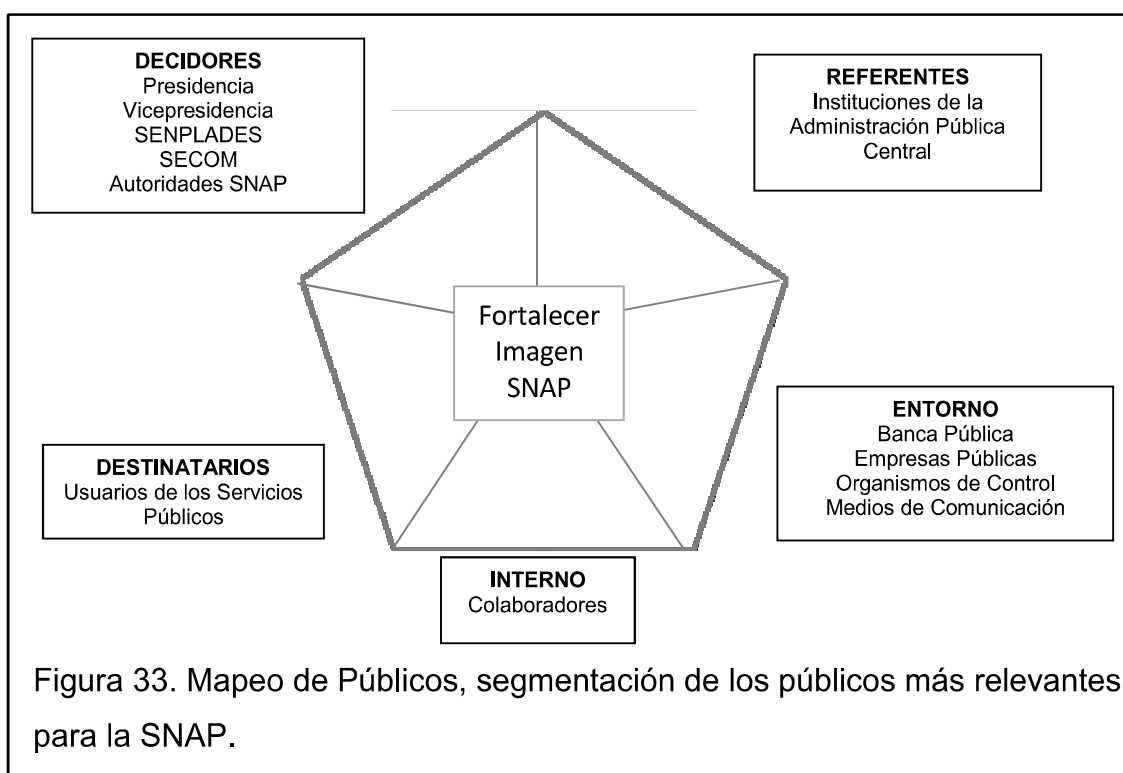 DECIDORES
Presidencia
Vicepresidencia
SENPLADES
SECOM
Autoridades SNAP
REFERENTES
Instituciones de la
Administración Pública
Central
Fortalecer
Imagen
SNAP
ENTORNO
Banca Pública
Empresas Públicas
Organismos de Control
Medios de Comunicación
DESTINATARIOS
Usuarios de los Servicios
Públicos
INTERNO
Colaboradores
Figura 33. Mapeo de Públicos, segmentación de los públicos más relevantes
para la SNAP.